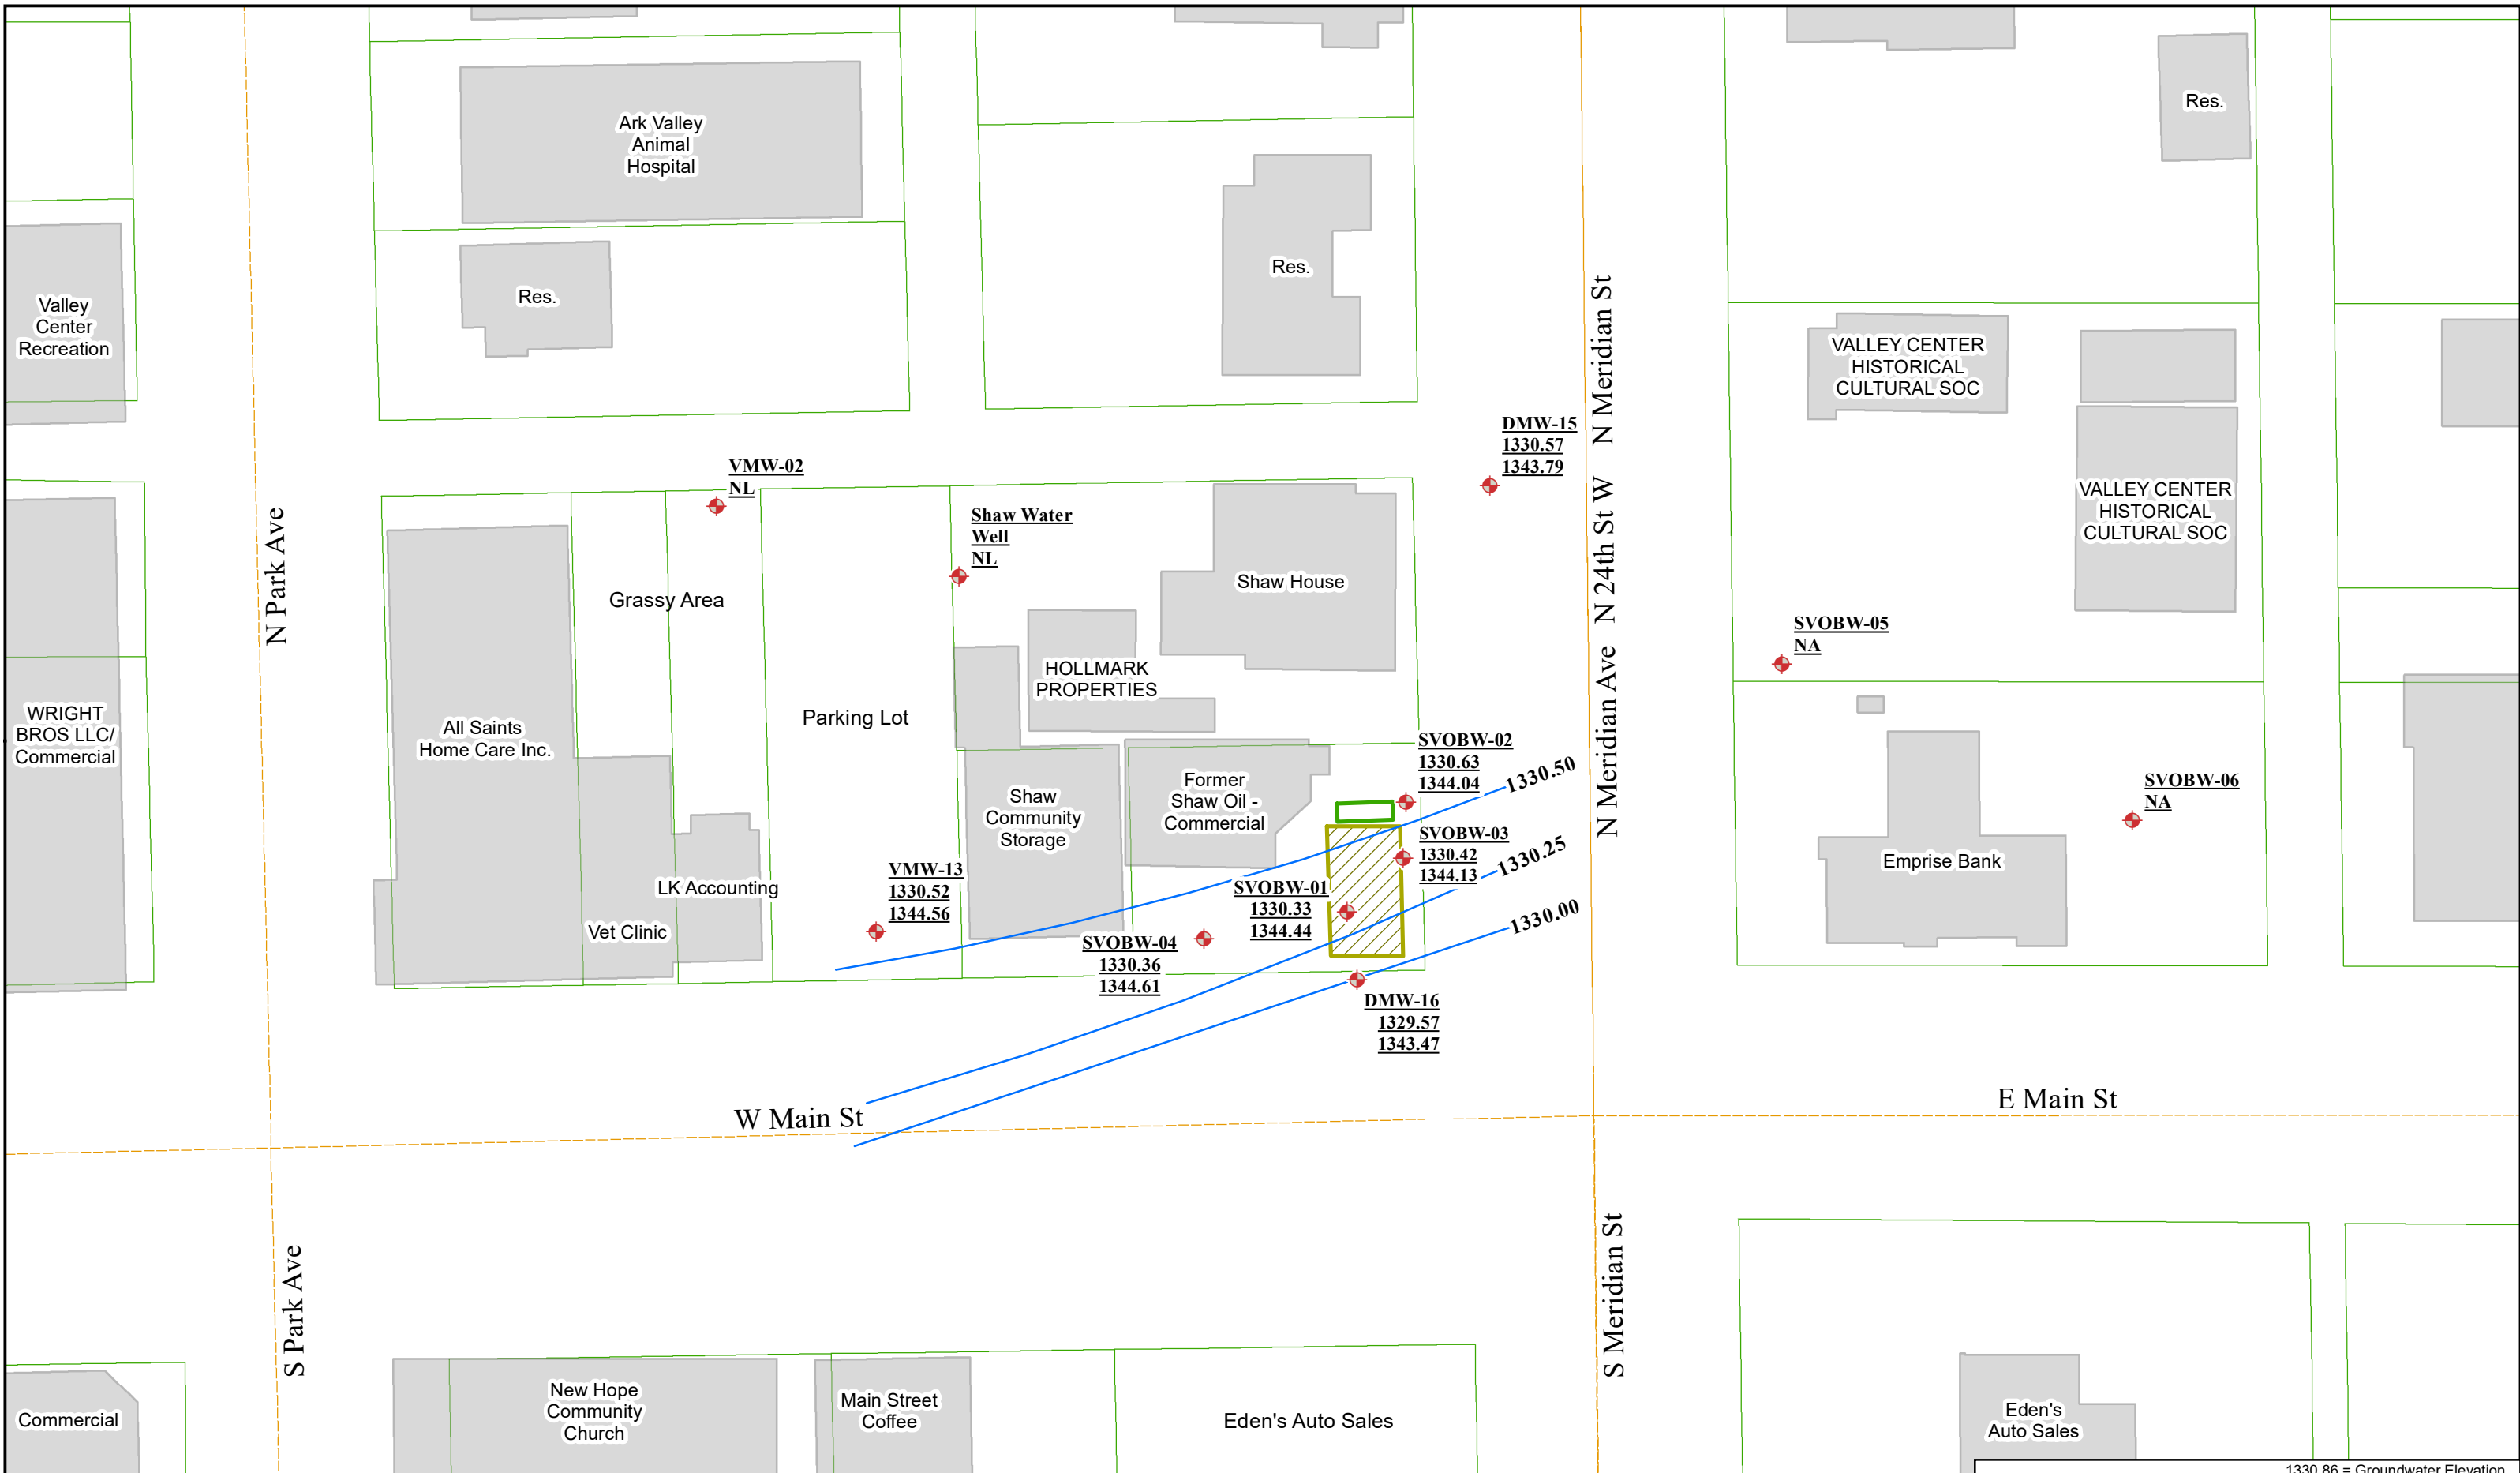 Ark Valley
Animal
Hospital
Res.
Valley
Center
Recreation
Res.
Res.
N Meridian St
VALLEY CENTER
HISTORICAL
CULTURAL SOC
VALLEY CENTER
HISTORICAL
CULTURAL SOC
DMW-15
1330.57
1343.79
VMW-02
NL
Shaw Water
Well
NL
N Park Ave
Grassy Area
Shaw House
N 24th St W
SVOBW-05
NA
HOLLMARK
PROPERTIES
WRIGHT
BROS LLC/
Commercial
All Saints
Home Care Inc.
Parking Lot
N Meridian Ave
SVOBW-02
1330.63
1344.04
1330.50
SVOBW-06
NA
Shaw
Community
Storage
Former
Shaw Oil -
Commercial
SVOBW-03
1330.42
1344.13
1330.25
Emprise Bank
LK Accounting
VMW-13
1330.52
1344.56
SVOBW-01
1330.33
1344.44
1330.00
Vet Clinic
SVOBW-04
1330.36
1344.61
DMW-16
1329.57
1343.47
W Main St
E Main St
S Park Ave
S Meridian St
Commercial
New Hope
Community
Church
Main Street
Coffee
Eden's Auto Sales
Eden's
Auto Sales
1330.86 = Groundwater Elevation